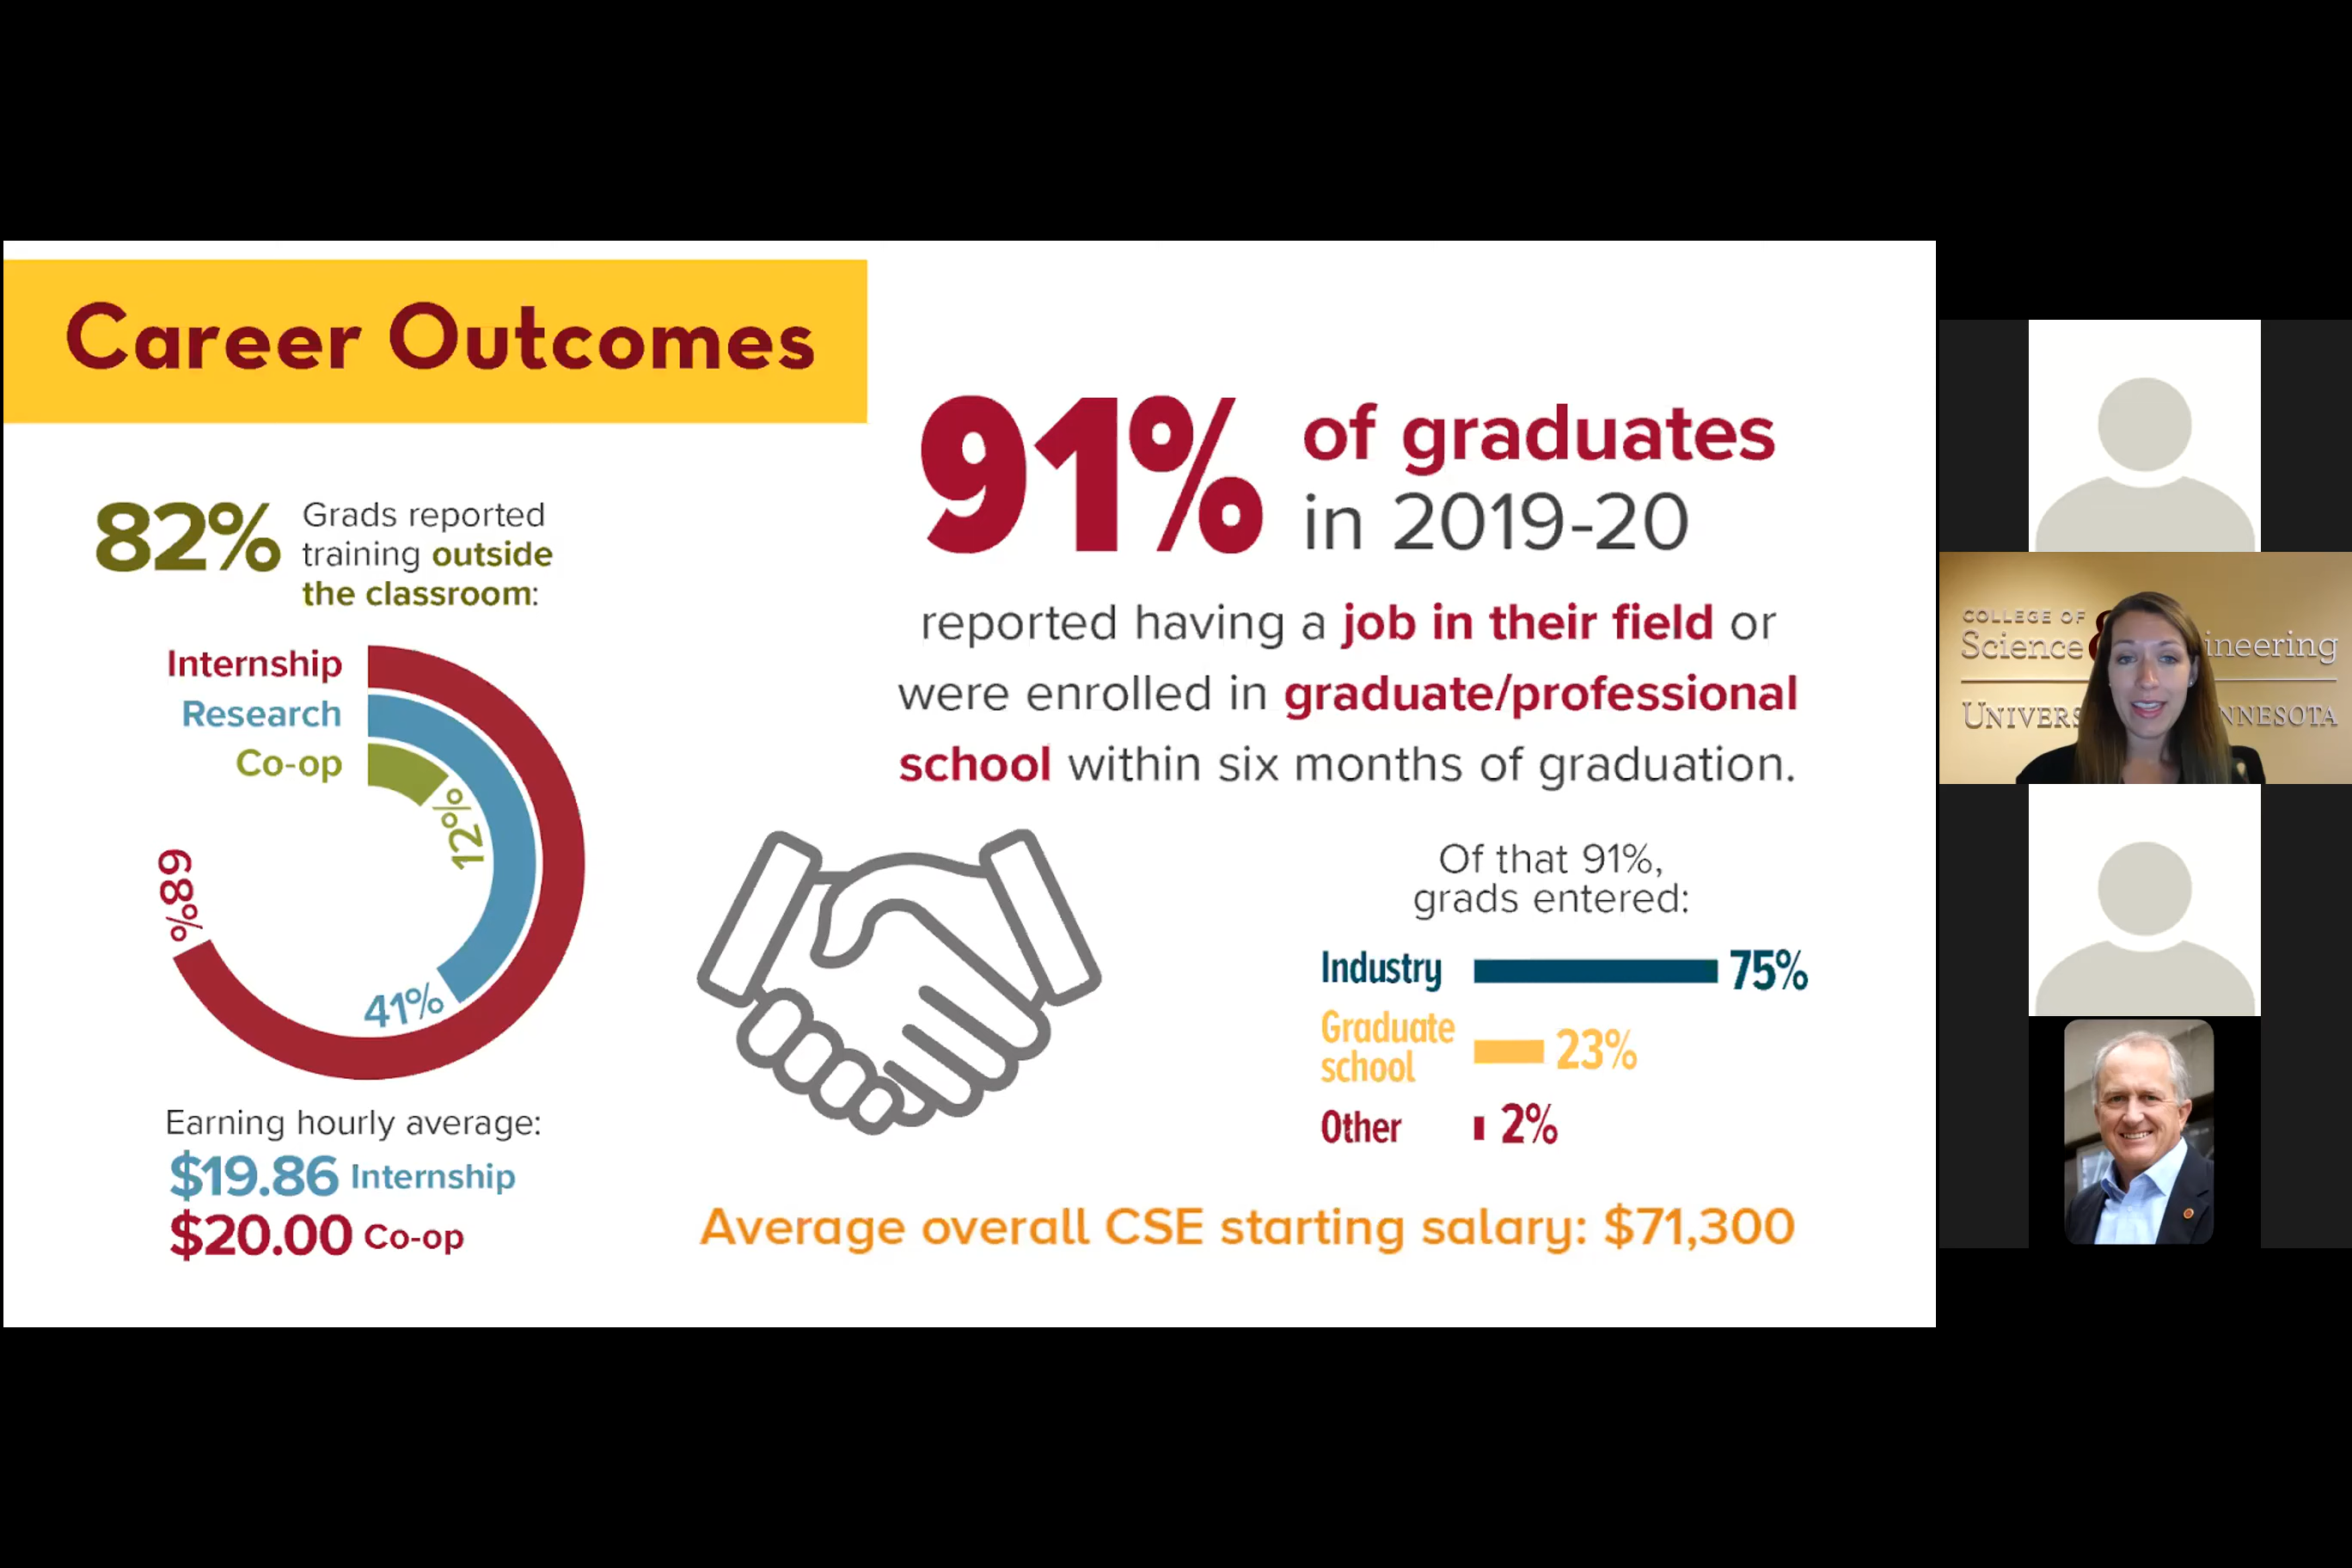 Career Outcomes
82% Grads reported
training outside
the classroom:
Internship
Research
Co-op
12%
68%
41%
Earning hourly average:
$19.86 Internship
$20.00 Co-op
91% of graduates
in 2019-20
reported having a job in their field or
were enrolled in graduate/professional
school within six months of graduation.
Of that 91%,
grads entered:
Industry 75%
Graduate
school 23%
Other 2%
Average overall CSE starting salary: $71,300
COLLEGE OF
Science ineering
UNIVERS NNESOTA